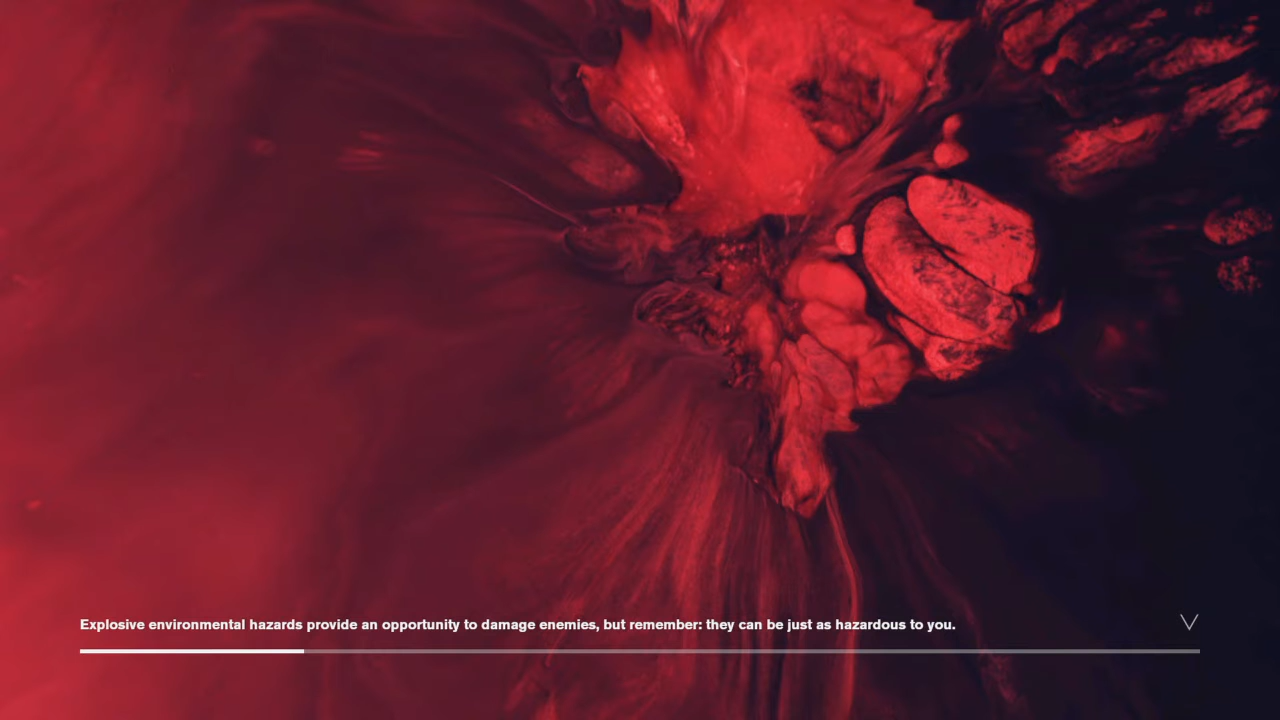 Explosive environmental hazards provide an opportunity to damage enemies, but remember: they can be just as hazardous to you.